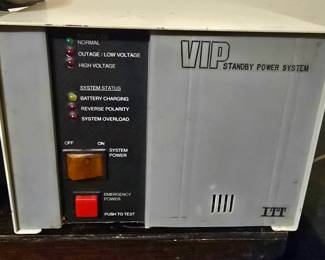 NORMAL
OUTAGE / LOW VOLTAGE
HIGH VOLTAGE
SYSTEM STATUS
BATTERY CHARGING
REVERSE POLARITY
SYSTEM OVERLOAD
OFF ON
SYSTEM
POWER
EMERGENCY
POWER
PUSH TO TEST
VIP STANDBY POWER SYSTEM
ITT